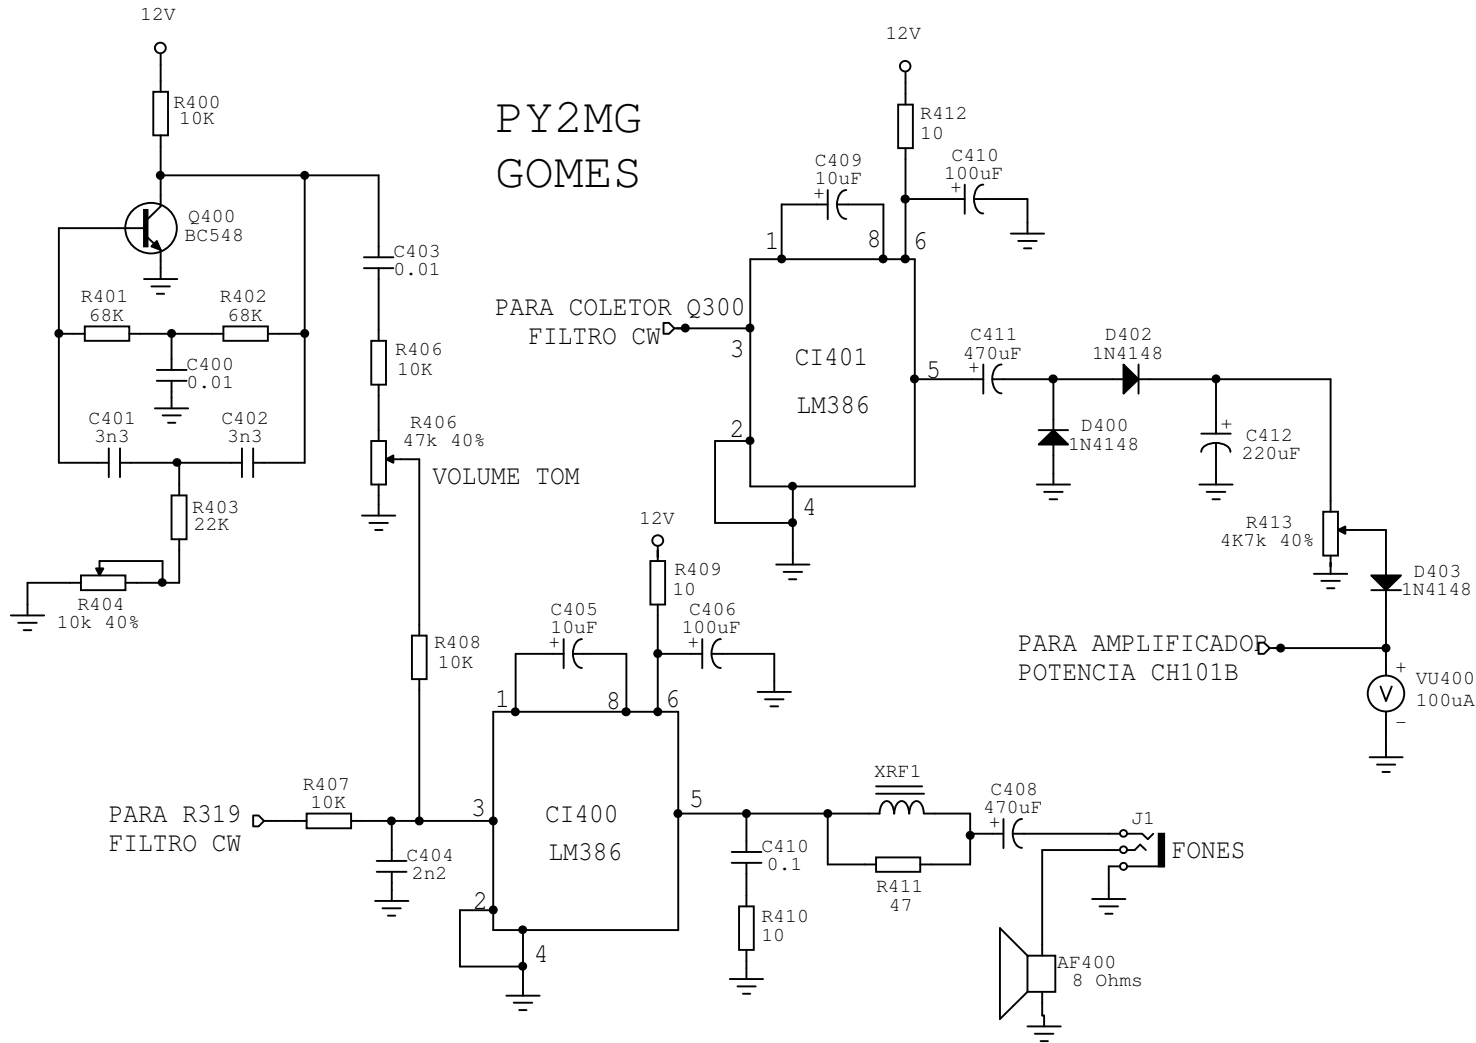 12V
R400
10K
Q400
BC548
R401
68K
R402
68K
C400
0.01
C401
3n3
C402
3n3
R403
22K
R404
10k 40%
C403
0.01
R406
10K
R406
47k 40%
VOLUME TOM
PY2MG
GOMES
12V
R412
10
C409
10uF
+
C410
100uF
+
1
8
6
PARA COLETOR Q300
FILTRO CW
3
CI401
LM386
2
4
5
C411
470uF
+
D402
1N4148
D400
1N4148
+
C412
220uF
R413
4K7k 40%
D403
1N4148
PARA AMPLIFICADOR
POTENCIA CH101B
+
V
VU400
100uA
-
12V
R409
10
C405
10uF
+
C406
100uF
+
R408
10K
1
8
6
PARA R319
FILTRO CW
R407
10K
3
C404
2n2
CI400
LM386
2
4
5
C410
0.1
R410
10
XRF1
R411
47
C408
470uF
+
J1
FONES
AF400
8 Ohms